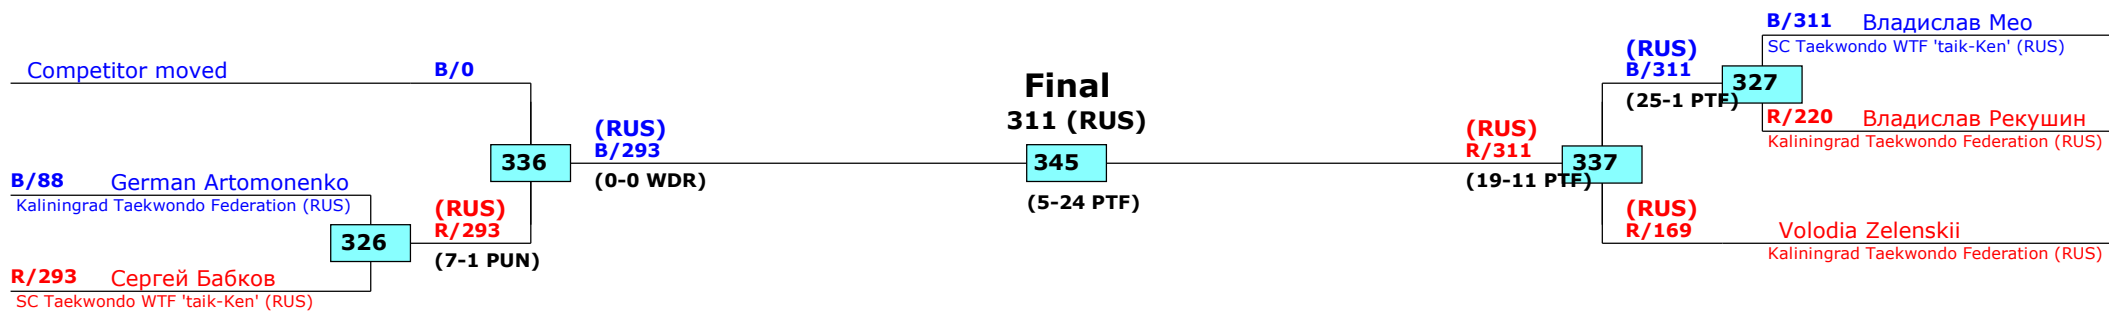 Competitor moved
B/0
B/88 German Artomonenko
Kaliningrad Taekwondo Federation (RUS)
326
R/293 Сергей Бабков
SC Taekwondo WTF 'taik-Ken' (RUS)
(RUS)
R/293
(7-1 PUN)
336
(RUS)
B/293
(0-0 WDR)
Final
311 (RUS)
345
(5-24 PTF)
(RUS)
R/311
(19-11 PTF)
337
(RUS)
B/311
(25-1 PTF)
327
B/311 Владислав Мео
SC Taekwondo WTF 'taik-Ken' (RUS)
R/220 Владислав Рекушин
Kaliningrad Taekwondo Federation (RUS)
(RUS)
R/169
Volodia Zelenskii
Kaliningrad Taekwondo Federation (RUS)